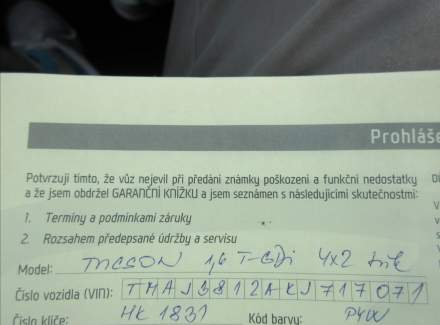 Prohláše
Potvrzuji tímto, že vůz nejevil při předání známky poškození a funkční nedostatky
a že jsem obdržel GARANČNÍ KNÍŽKU a jsem seznámen s následujícími skutečnostmi:
1. Termíny a podmínkami záruky
2. Rozsahem předepsané údržby a servisu
Model: TUCSON 1,6 T-GDi 4x2
Číslo vozidla (VIN): TMAJ3812AKJ717071
Číslo klíče: HK 1831 Kód barvy: